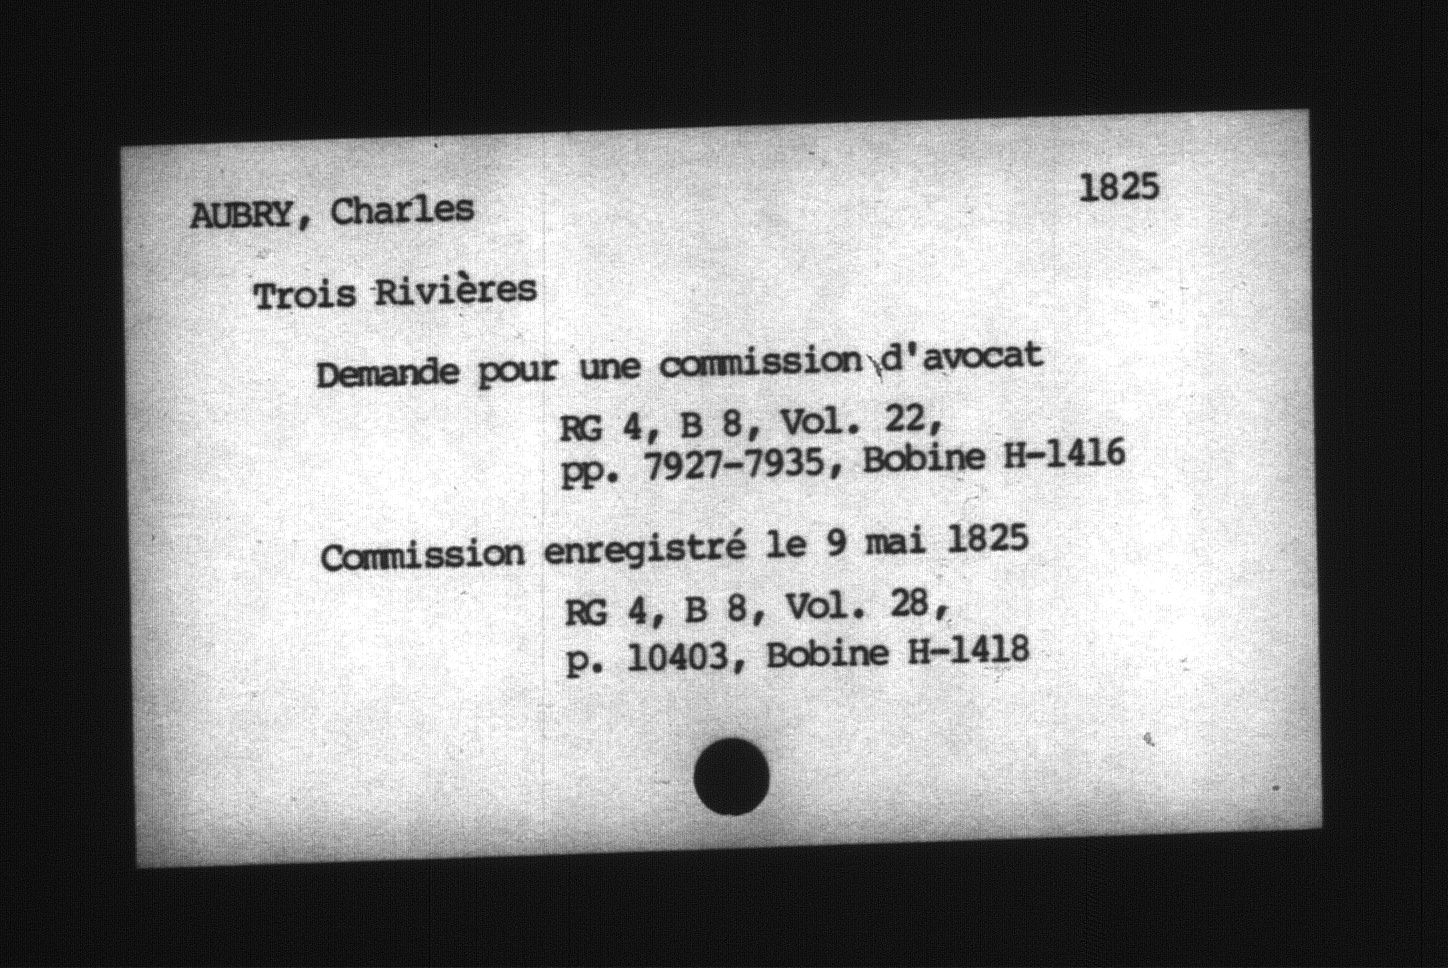 AUBRY, Charles 1825
Trois Rivières
Demande pour une commission d'avocat
RG 4, B 8, Vol. 22,
pp. 7927-7935, Bobine H-1416
Commission enregistré le 9 mai 1825
RG 4, B 8, Vol. 28,
p. 10403, Bobine H-1418